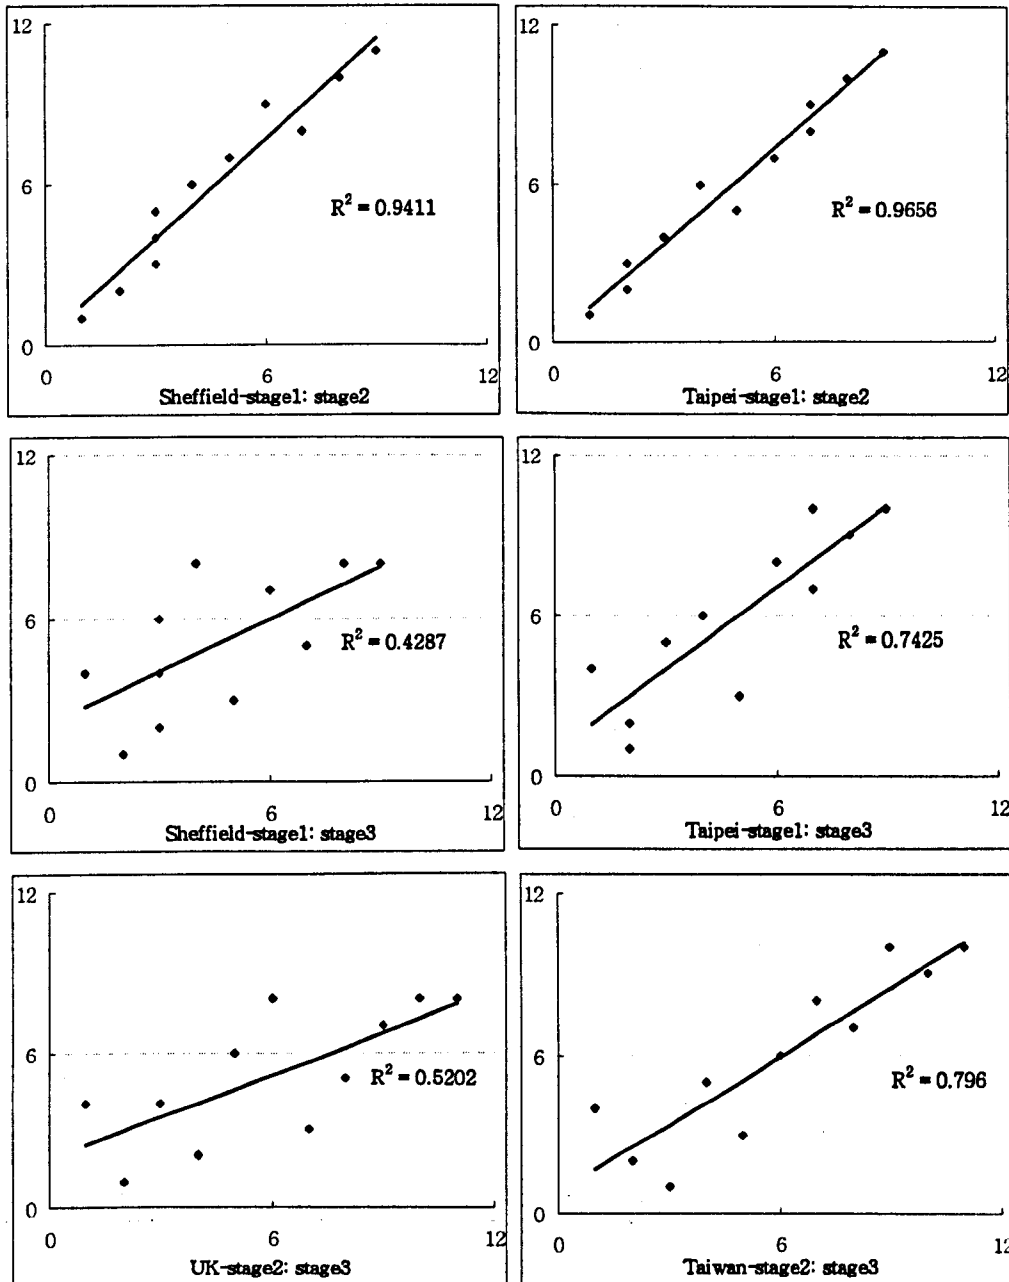 12
6
R² = 0.9411
0
0 6 12
Sheffield-stage1: stage2
12
6
R² = 0.9656
0
0 6 12
Taipei-stage1: stage2
12
6
R² = 0.4287
0
0 6 12
Sheffield-stage1: stage3
12
6
R² = 0.7425
0
0 6 12
Taipei-stage1: stage3
12
6
R² = 0.5202
0
0 6 12
UK-stage2: stage3
12
6
R² = 0.796
0
0 6 12
Taiwan-stage2: stage3